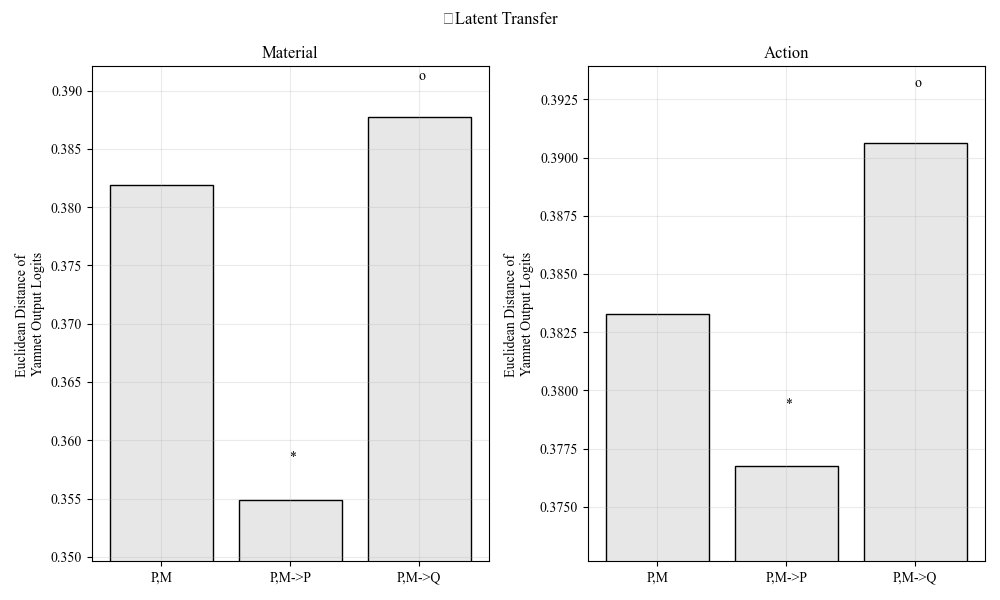 Latent Transfer
Material
Euclidean Distance of
Yamnet Output Logits
0.390
0.385
0.380
0.375
0.370
0.365
0.360
0.355
0.350
o
*
P,M
P,M->P
P,M->Q
Action
Euclidean Distance of
Yamnet Output Logits
0.3925
0.3900
0.3875
0.3850
0.3825
0.3800
0.3775
0.3750
o
*
P,M
P,M->P
P,M->Q